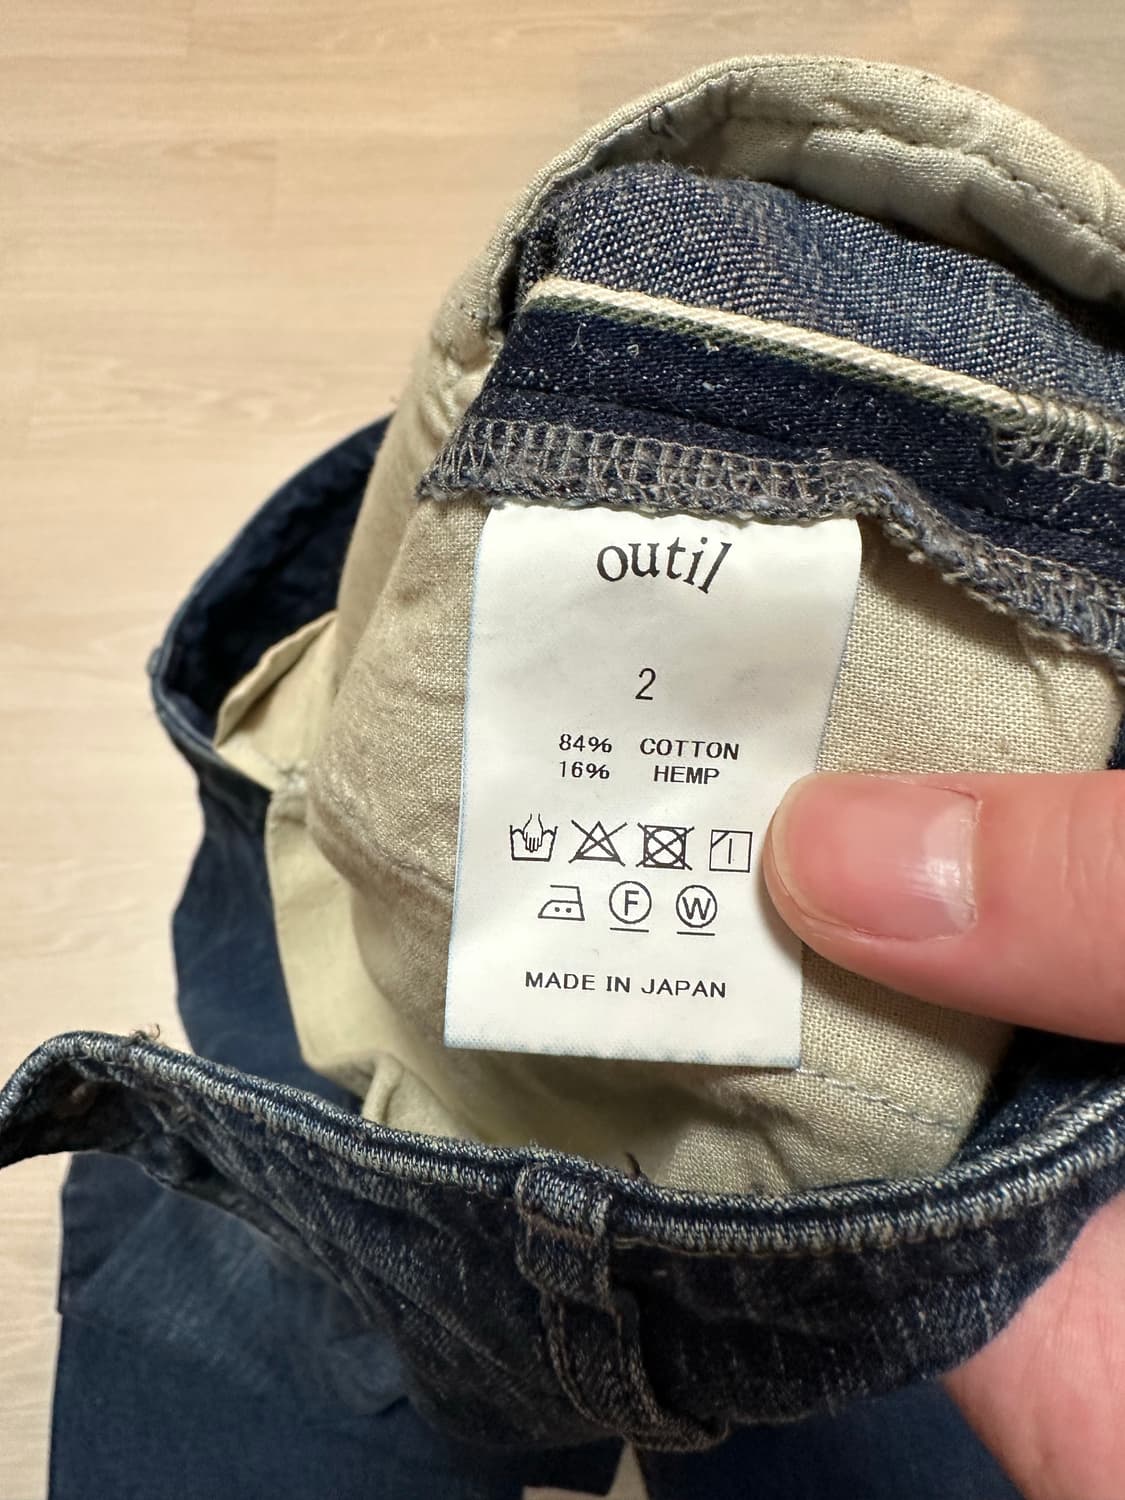 outil
2
84% COTTON
16% HEMP
F W
MADE IN JAPAN